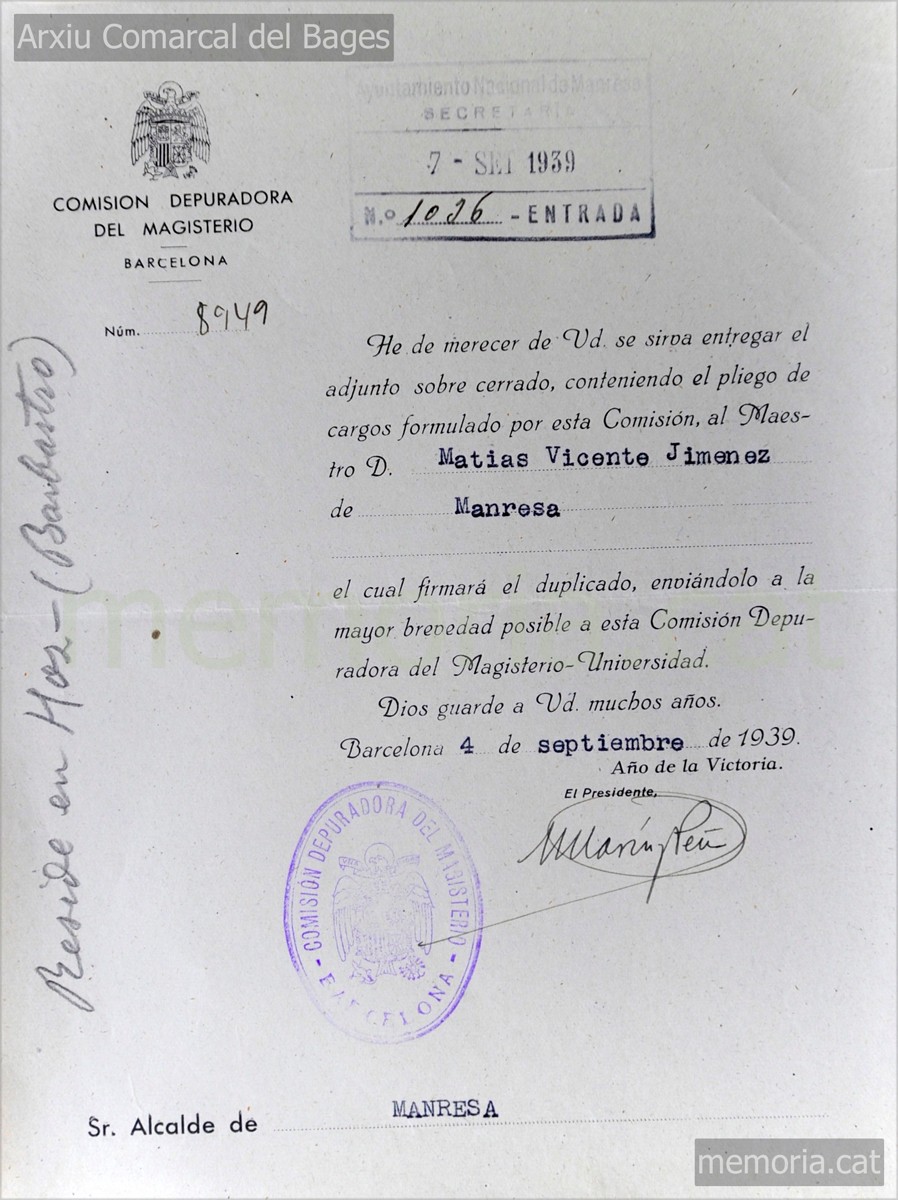 Arxiu Comarcal del Bages
Ayuntamiento Nacional de Manresa
SECRETARIA
7 - SET 1939
N.º 1026 - ENTRADA
COMISION DEPURADORA
DEL MAGISTERIO
BARCELONA
Núm. 8949
Reside en Hoz - (Barbastro)
He de merecer de Vd. se sirva entregar el
adjunto sobre cerrado, conteniendo el pliego de
cargos formulado por esta Comisión, al Maes-
tro D. Matias Vicente Jimenez
de Manresa
el cual firmará el duplicado, enviándolo a la
mayor brevedad posible a esta Comisión Depu-
radora del Magisterio-Universidad.
Dios guarde a Vd. muchos años.
Barcelona 4 de septiembre de 1939.
Año de la Victoria.
El Presidente,
COMISIÓN DEPURADORA DEL MAGISTERIO
- BARCELONA -
Sr. Alcalde de MANRESA
memoria.cat
memoria.cat